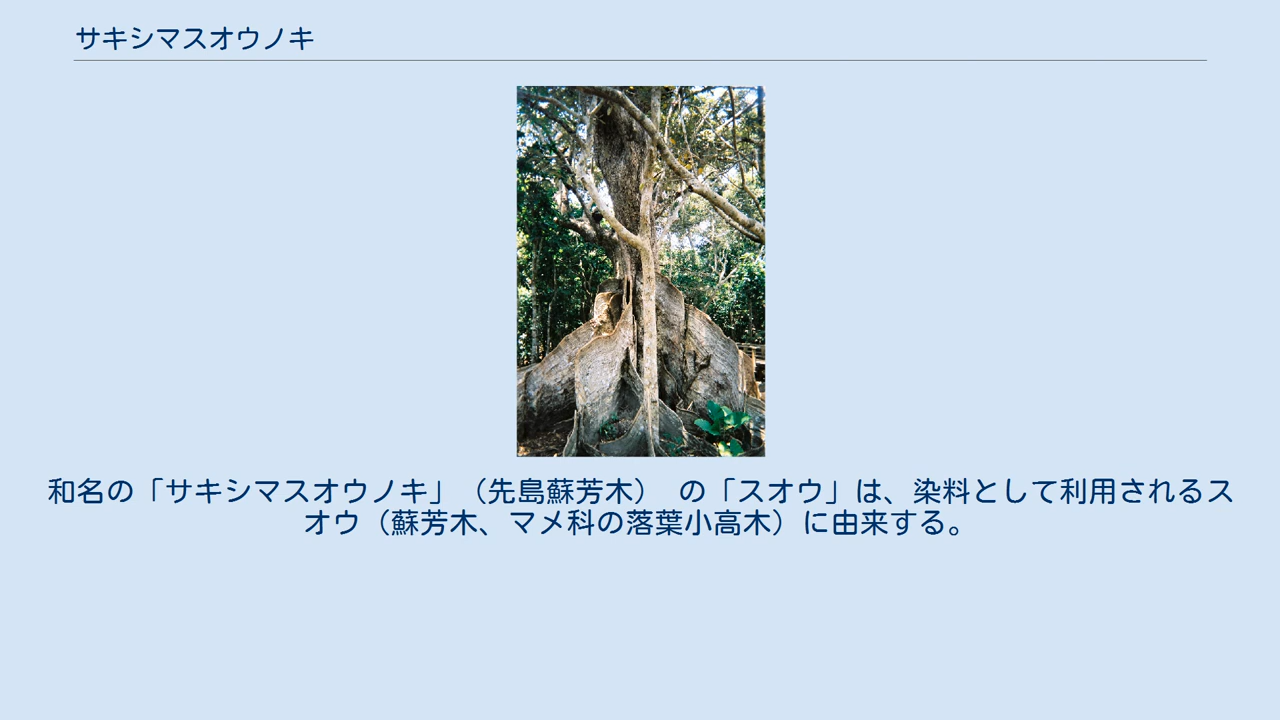 サキシマスオウノキ
和名の「サキシマスオウノキ」（先島蘇芳木） の「スオウ」は、染料として利用されるス
オウ（蘇芳木、マメ科の落葉小高木）に由来する。